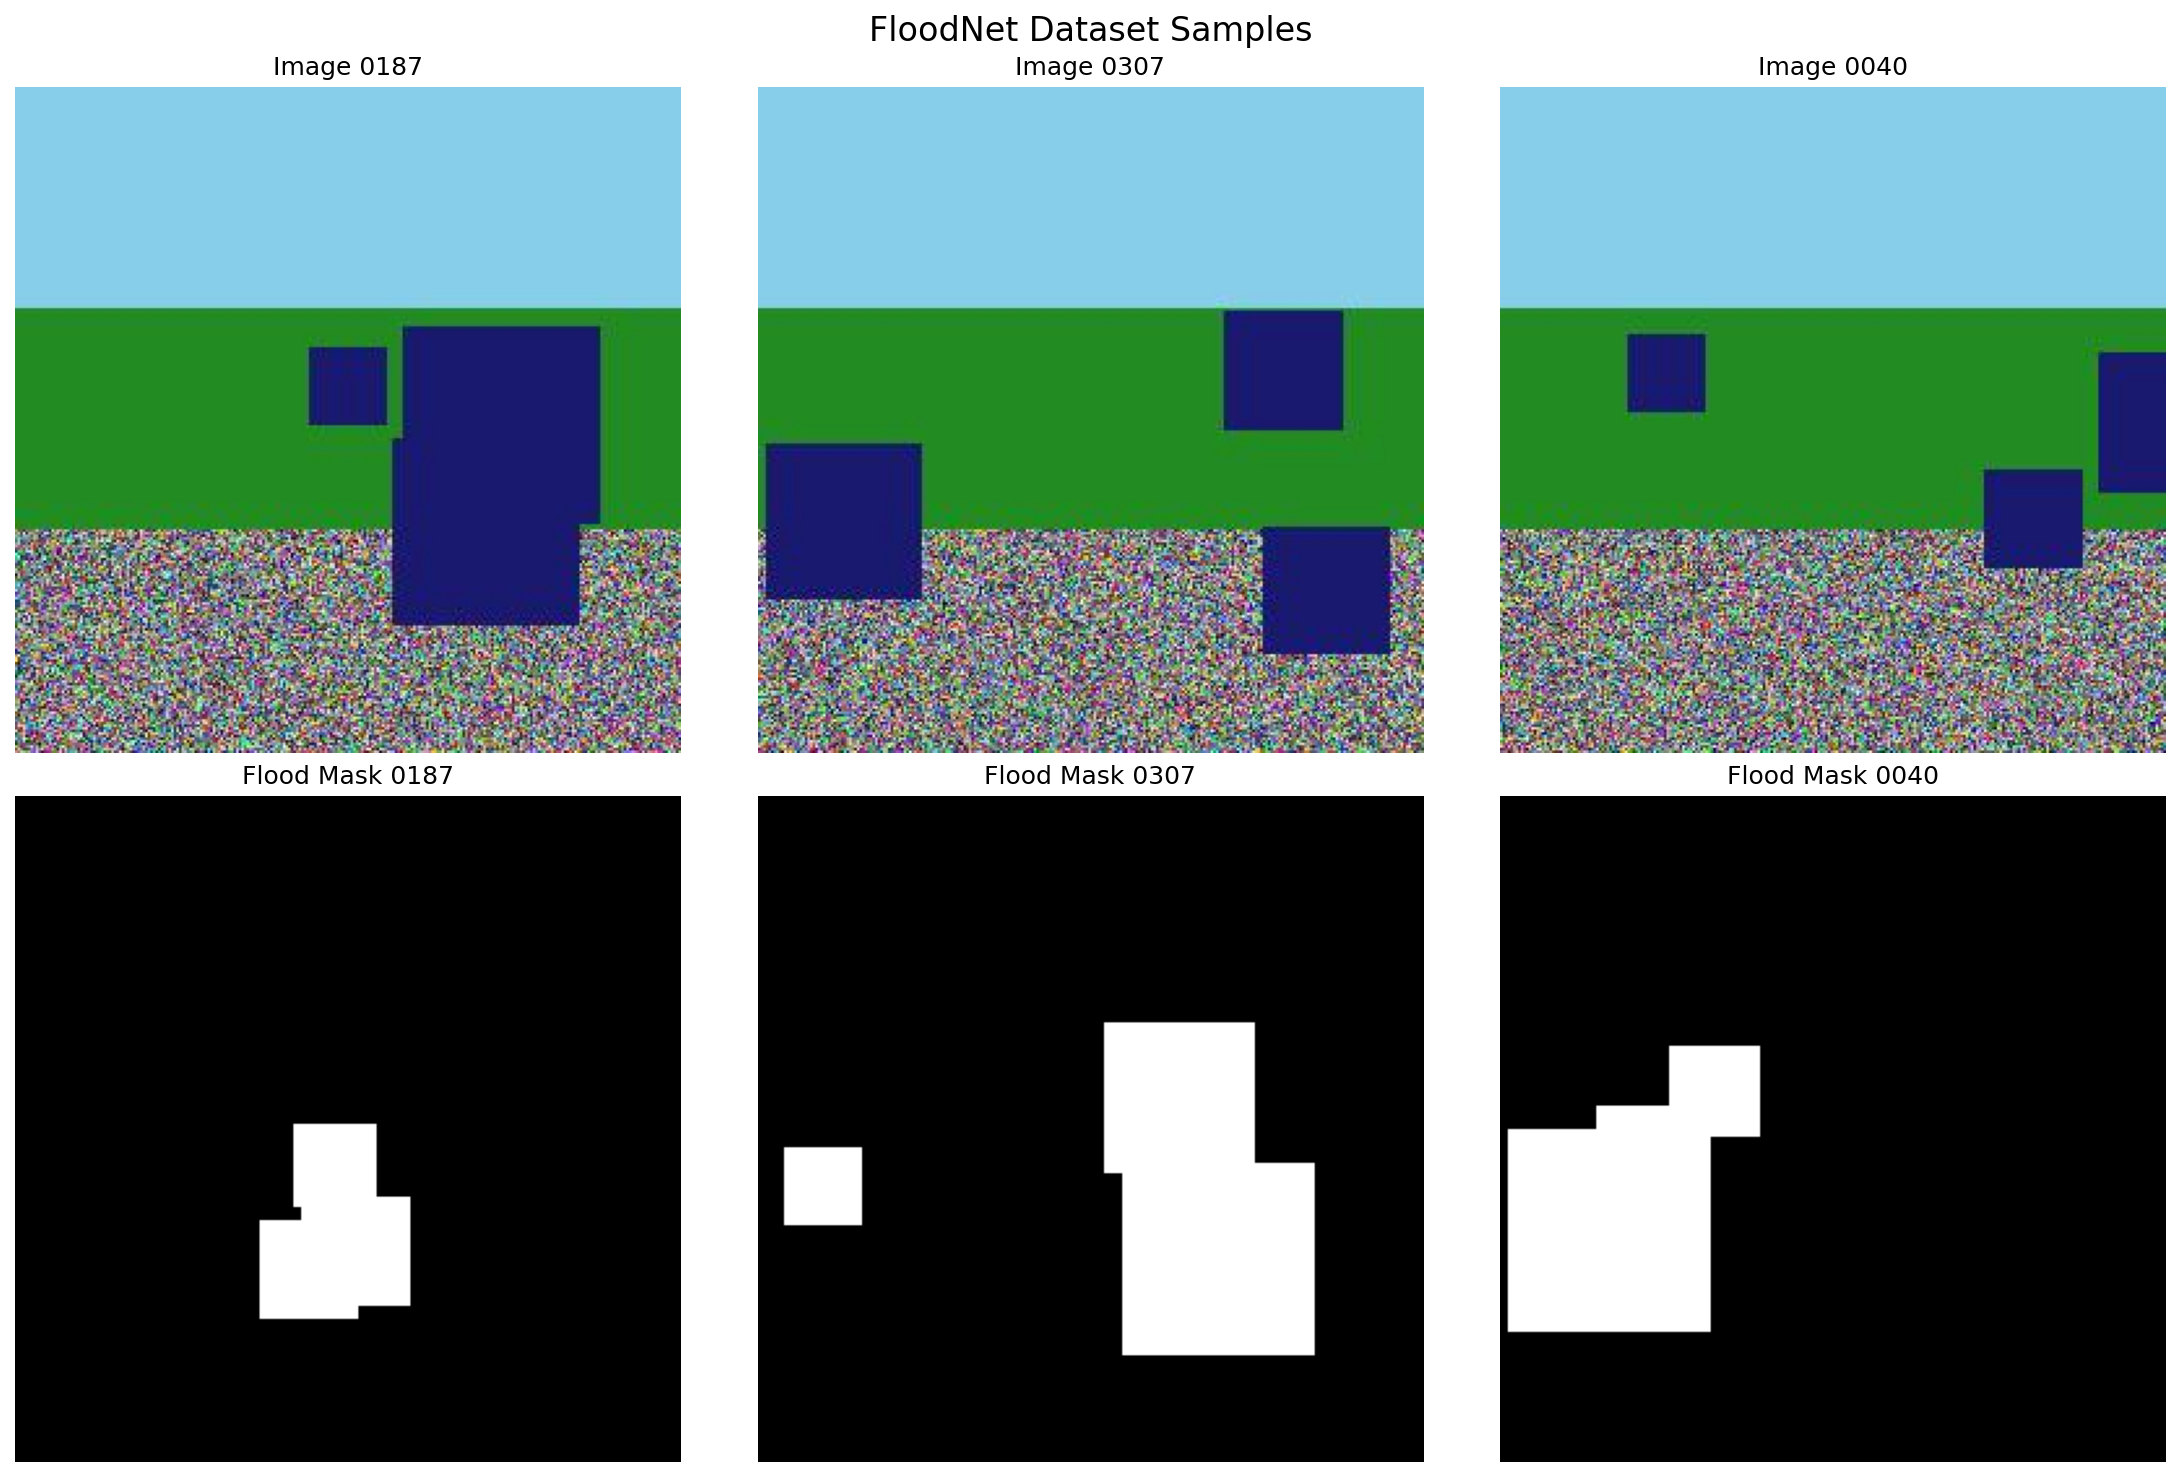 FloodNet Dataset Samples
Image 0187
Image 0307
Image 0040
Flood Mask 0187
Flood Mask 0307
Flood Mask 0040